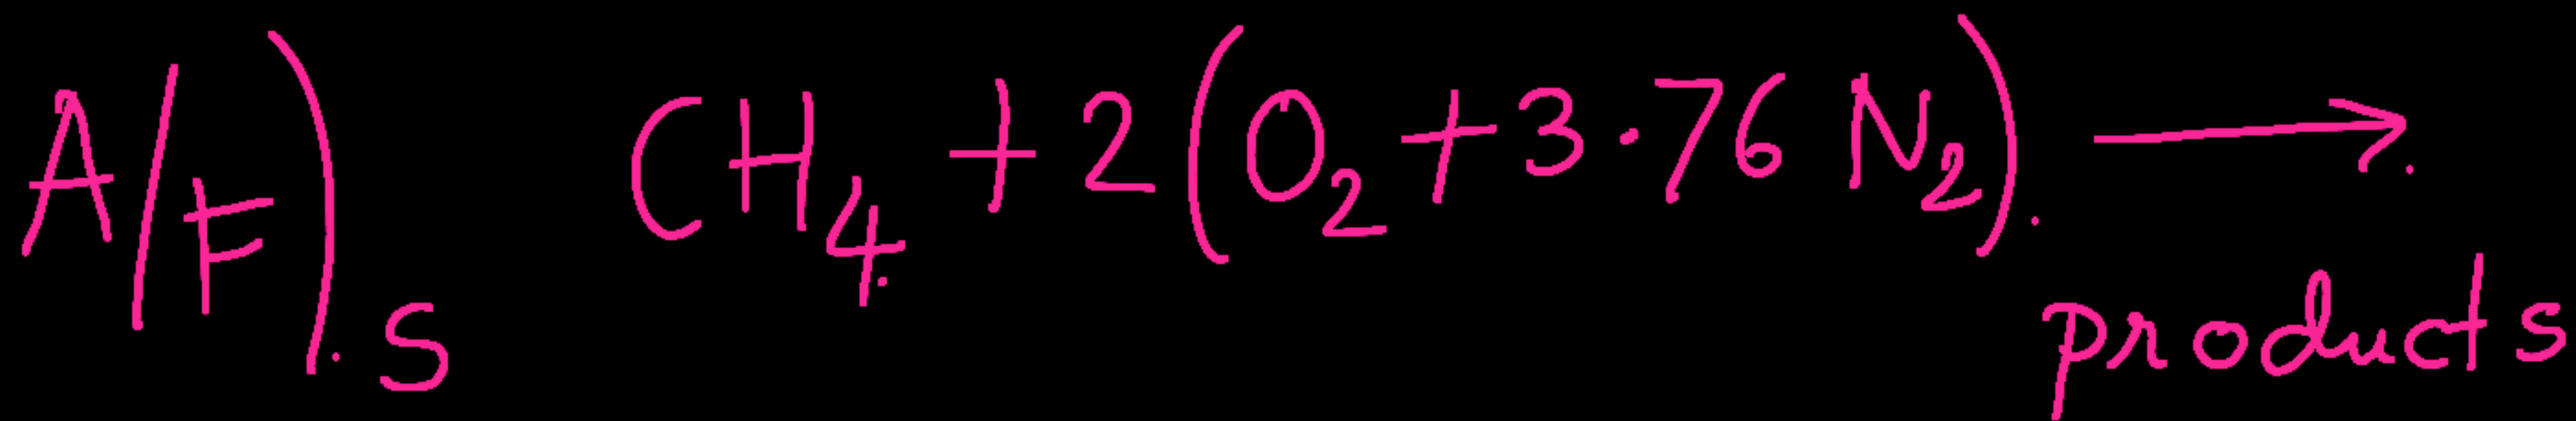 A/F)s CH₄ + 2(O₂ + 3.76 N₂) →
products